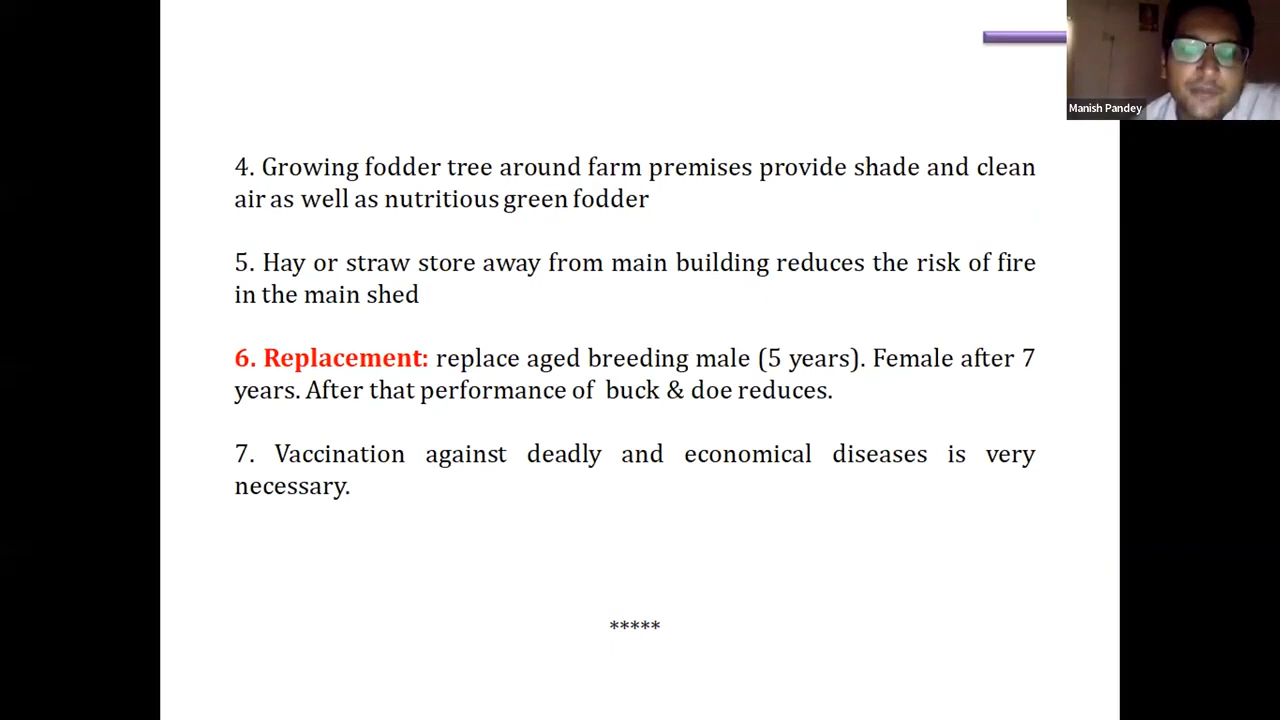 Manish Pandey
4. Growing fodder tree around farm premises provide shade and clean
air as well as nutritious green fodder
5. Hay or straw store away from main building reduces the risk of fire
in the main shed
6. Replacement: replace aged breeding male (5 years). Female after 7
years. After that performance of buck & doe reduces.
7. Vaccination against deadly and economical diseases is very
necessary.
*****